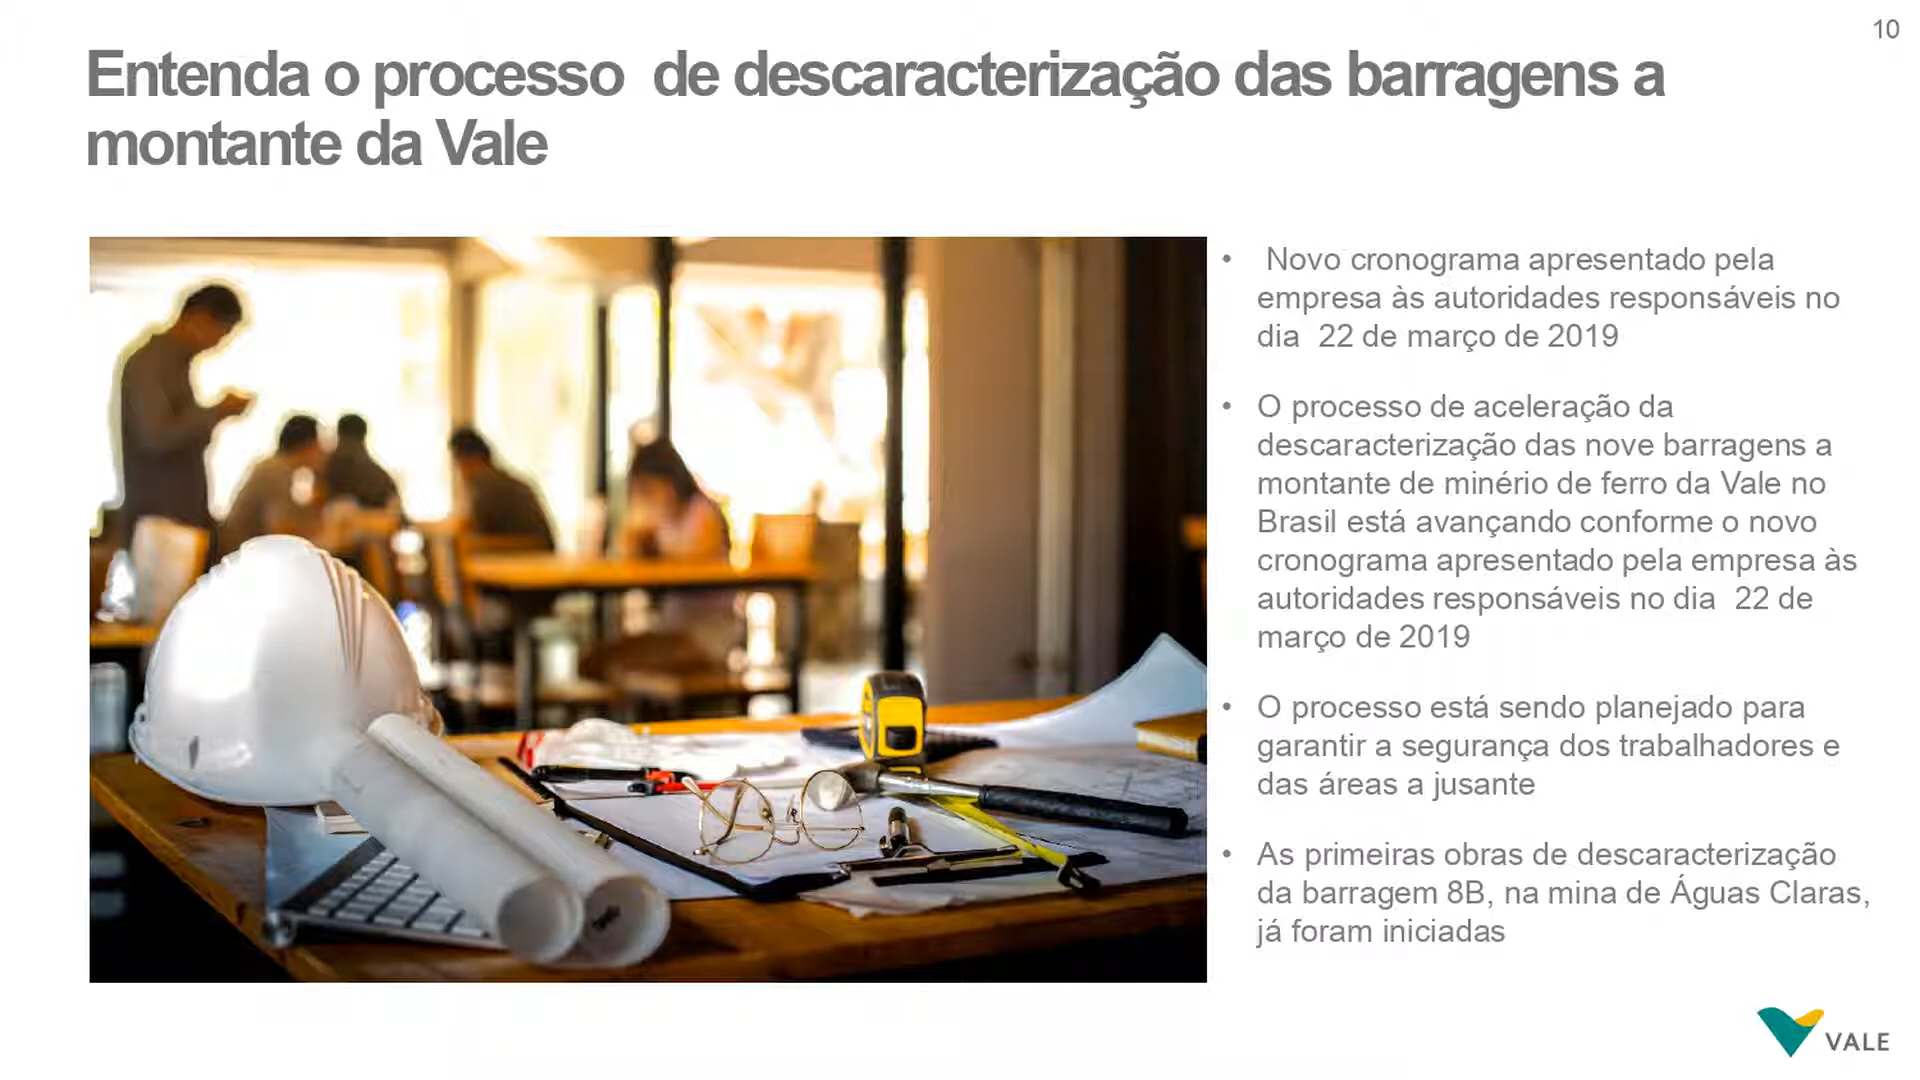 10
Entenda o processo  de descaracterização das barragens a
montante da Vale
•  Novo cronograma apresentado pela
empresa às autoridades responsáveis no
dia  22 de março de 2019
• O processo de aceleração da
descaracterização das nove barragens a
montante de minério de ferro da Vale no
Brasil está avançando conforme o novo
cronograma apresentado pela empresa às
autoridades responsáveis no dia  22 de
março de 2019
• O processo está sendo planejado para
garantir a segurança dos trabalhadores e
das áreas a jusante
• As primeiras obras de descaracterização
da barragem 8B, na mina de Águas Claras,
já foram iniciadas
VALE